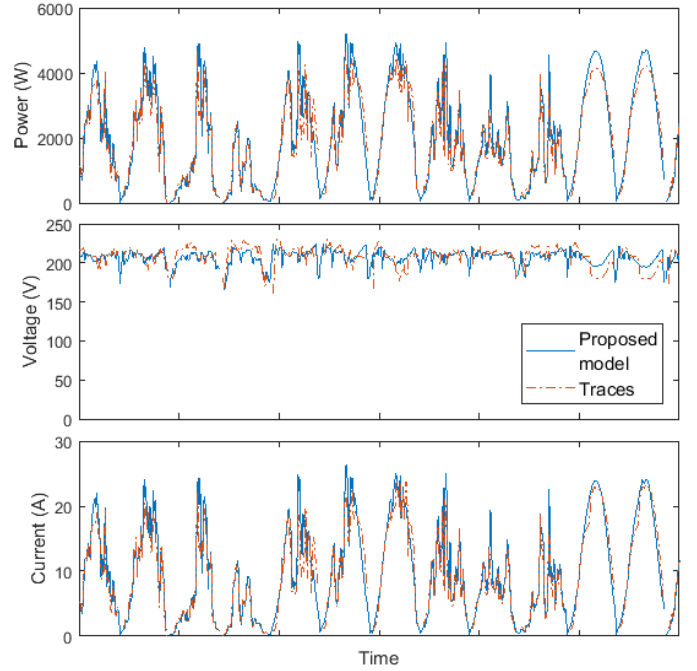 6000
4000
2000
0
Power (W)
250
200
150
100
50
0
Voltage (V)
Proposed
model
Traces
30
20
10
0
Current (A)
Time